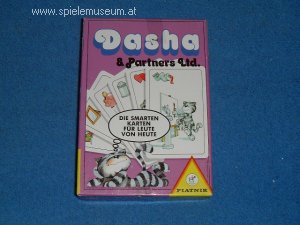 www.spielemuseum.at
Dasha
& Partners Ltd.
DIE SMARTEN
KARTEN
FÜR LEUTE
VON HEUTE
PIATNIK